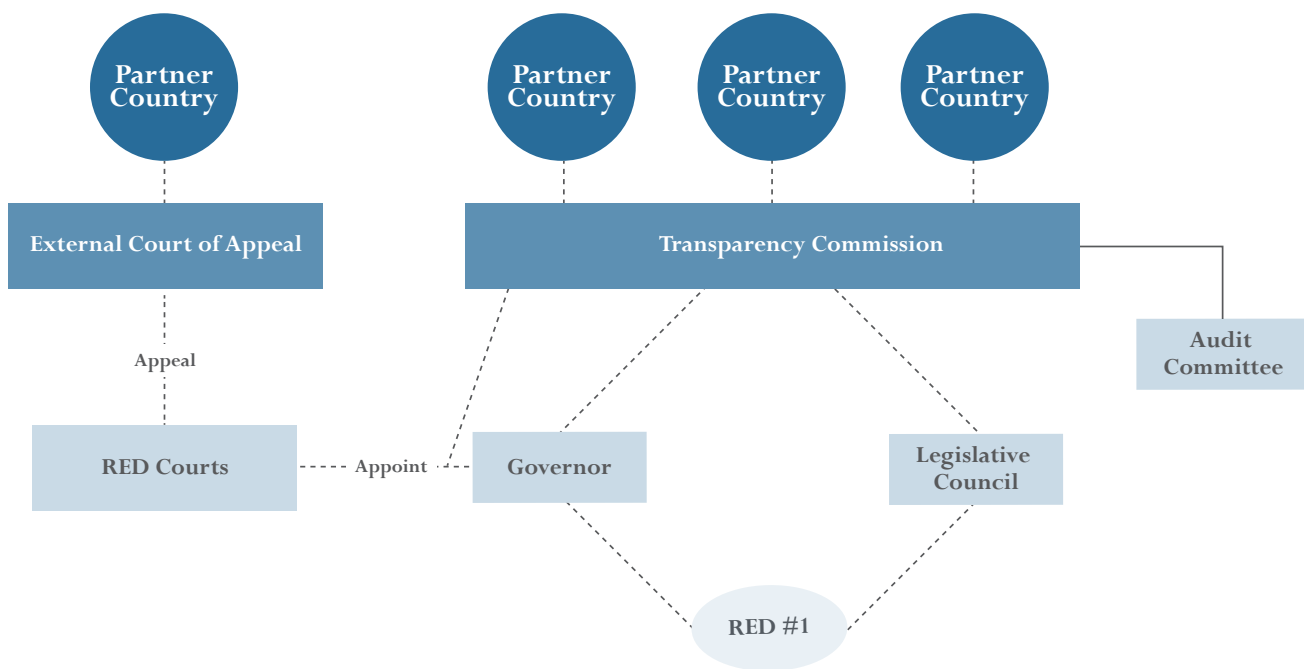 Partner
Country
Partner
Country
Partner
Country
Partner
Country
External Court of Appeal
Transparency Commission
Audit
Committee
Appeal
RED Courts
Appoint
Governor
Legislative
Council
RED #1